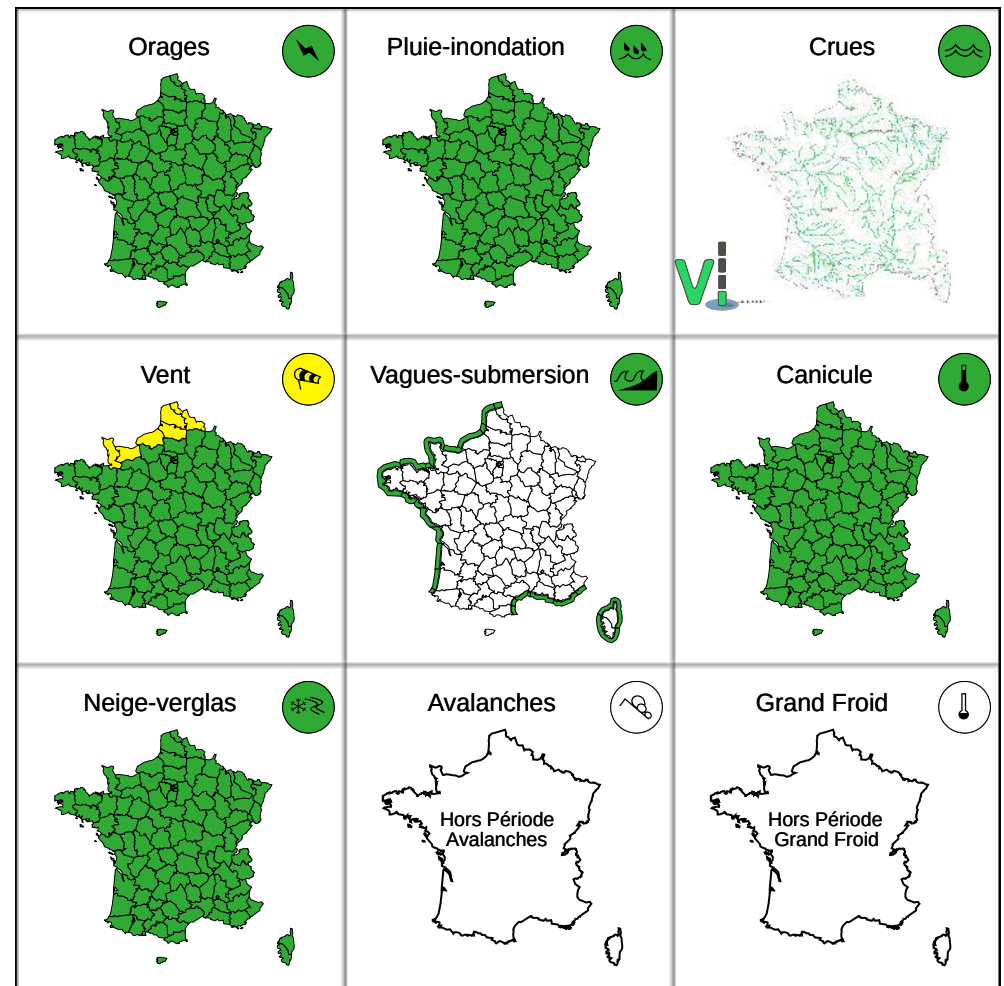 Orages
Pluie-inondation
Crues
Vi
Vent
Vagues-submersion
Canicule
Neige-verglas
Avalanches
Grand Froid
Hors Période
Avalanches
Hors Période
Grand Froid